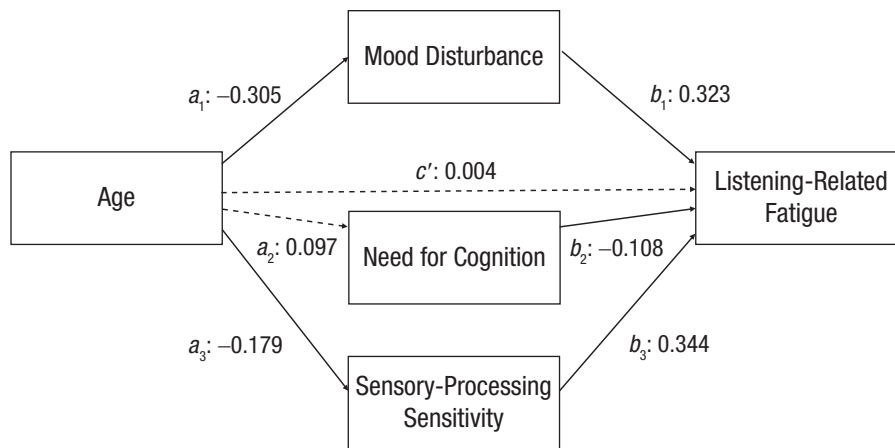 Mood Disturbance
a₁: −0.305
b₁: 0.323
Age
c′: 0.004
Listening-Related
Fatigue
a₂: 0.097
Need for Cognition
b₂: −0.108
a₃: −0.179
b₃: 0.344
Sensory-Processing
Sensitivity